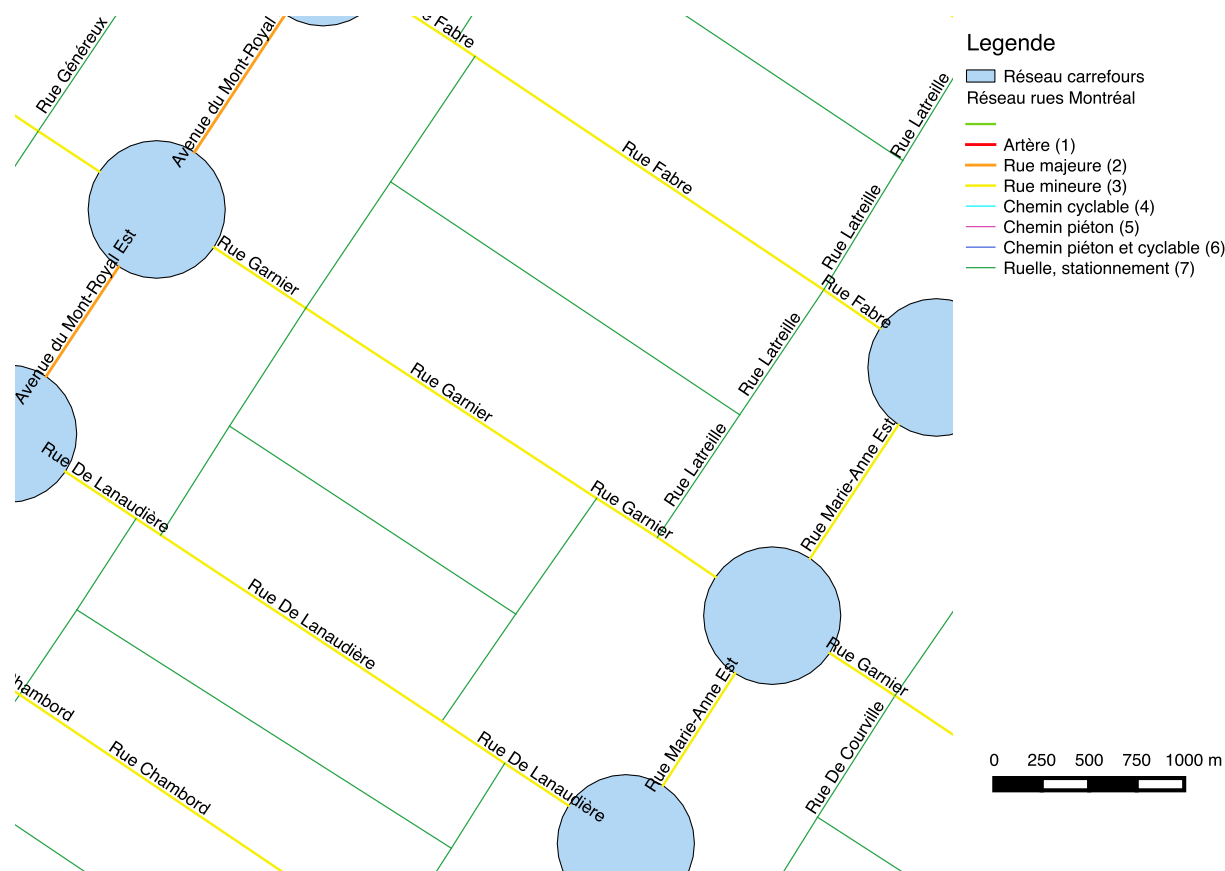 Rue Généreux
Avenue du Mont-Royal
Fabre
Rue Latreille
Rue Fabre
Rue Latreille
Avenue du Mont-Royal Est
Rue Garnier
Rue Fabre
Rue Latreille
Rue Garnier
Rue Latreille
Rue Marie-Anne Est
Rue De Lanaudière
Rue Garnier
Rue De Lanaudière
Rue Garnier
Rue Marie-Anne Est
hambord
Rue Chambord
Rue De Lanaudière
Rue De Courville
Legende
Réseau carrefours
Réseau rues Montréal
Artère (1)
Rue majeure (2)
Rue mineure (3)
Chemin cyclable (4)
Chemin piéton (5)
Chemin piéton et cyclable (6)
Ruelle, stationnement (7)
0 250 500 750 1000 m